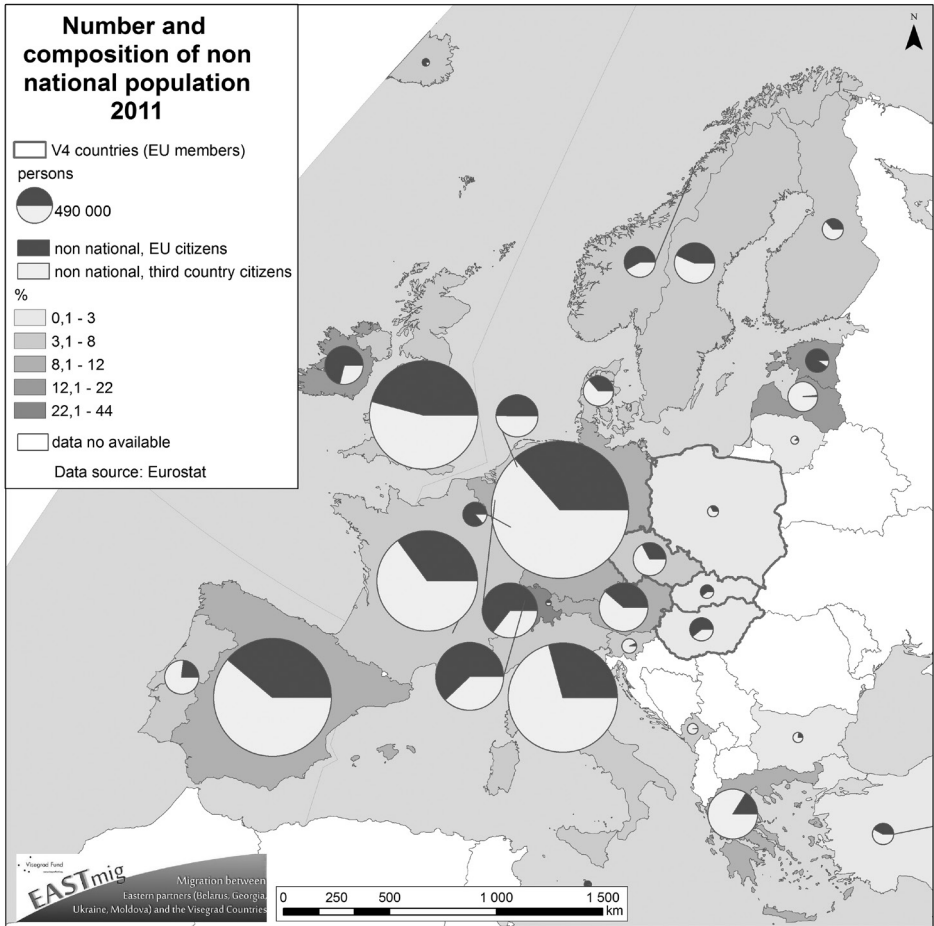 Number and
composition of non
national population
2011
V4 countries (EU members)
persons
490 000
non national, EU citizens
non national, third country citizens
%
0,1 - 3
3,1 - 8
8,1 - 12
12,1 - 22
22,1 - 44
data no available
Data source: Eurostat
N
Visegrad Fund
EASTmig
Migration between
Eastern partners (Belarus, Georgia,
Ukraine, Moldova) and the Visegrad Countries
0 250 500 1 000 1 500
km